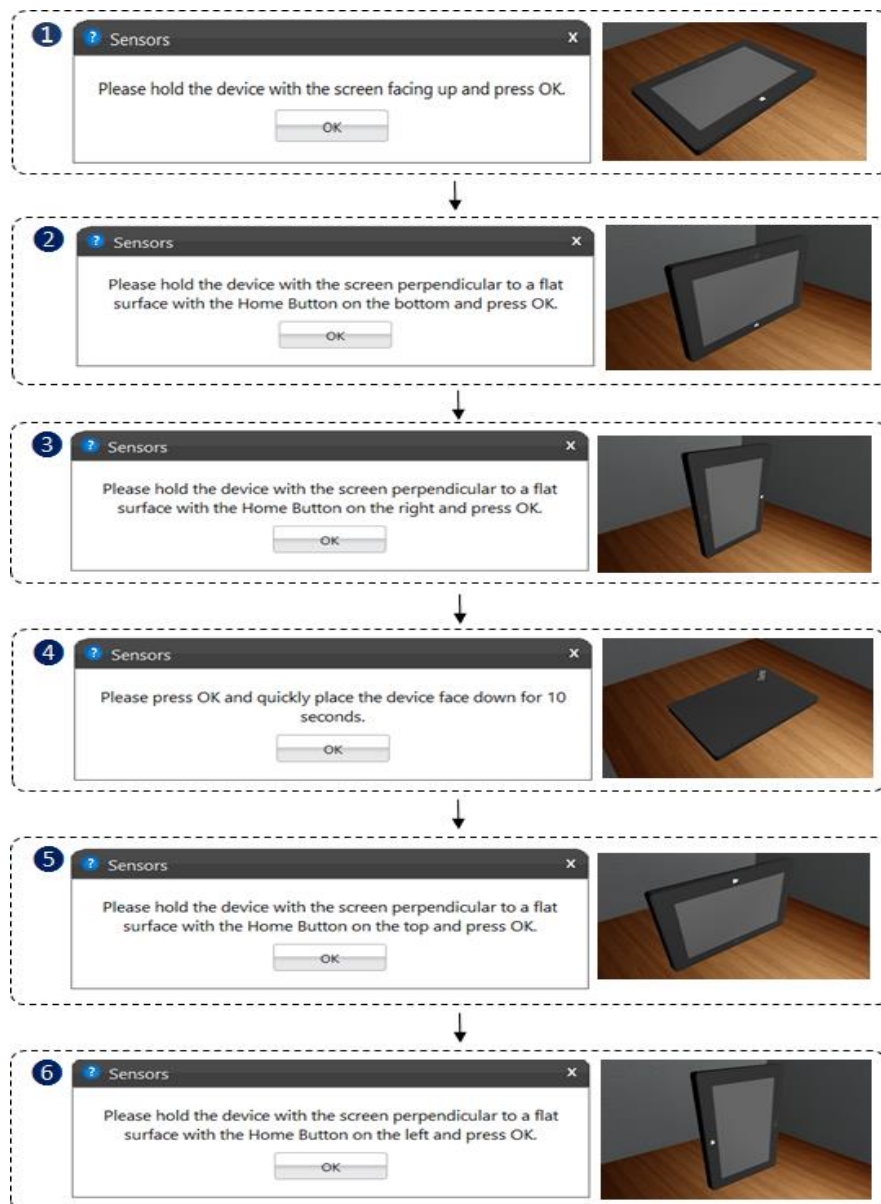 1
? Sensors x
Please hold the device with the screen facing up and press OK.
OK
2
? Sensors x
Please hold the device with the screen perpendicular to a flat
surface with the Home Button on the bottom and press OK.
OK
3
? Sensors x
Please hold the device with the screen perpendicular to a flat
surface with the Home Button on the right and press OK.
OK
4
? Sensors x
Please press OK and quickly place the device face down for 10
seconds.
OK
5
? Sensors x
Please hold the device with the screen perpendicular to a flat
surface with the Home Button on the top and press OK.
OK
6
? Sensors x
Please hold the device with the screen perpendicular to a flat
surface with the Home Button on the left and press OK.
OK